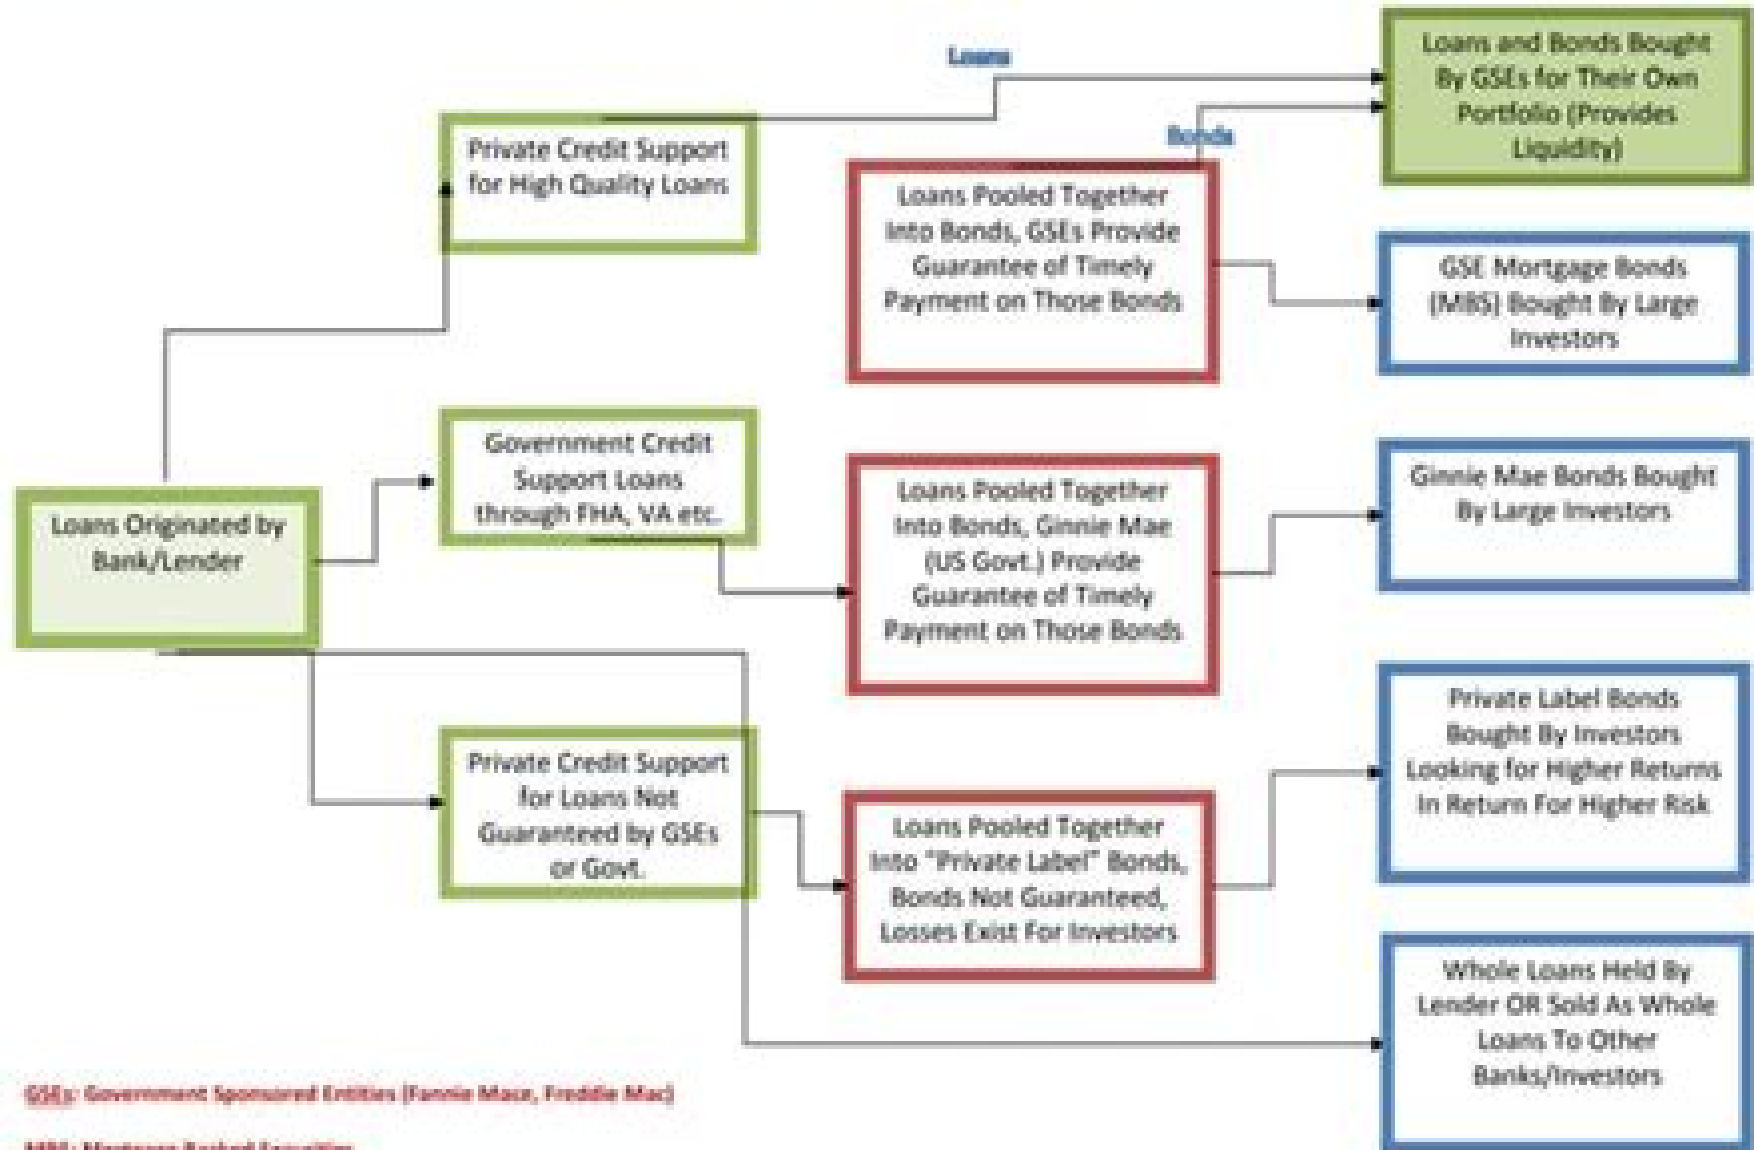 Loans
Loans and Bonds Bought
By GSEs for Their Own
Portfolio (Provides
Liquidity)
Bonds
Private Credit Support
for High Quality Loans
Loans Pooled Together
Into Bonds, GSEs Provide
Guarantee of Timely
Payment on Those Bonds
GSE Mortgage Bonds
(MBS) Bought By Large
Investors
Loans Originated by
Bank/Lender
Government Credit
Support Loans
through FHA, VA etc.
Loans Pooled Together
Into Bonds, Ginnie Mae
(US Govt.) Provide
Guarantee of Timely
Payment on Those Bonds
Ginnie Mae Bonds Bought
By Large Investors
Private Credit Support
for Loans Not
Guaranteed by GSEs
or Govt.
Loans Pooled Together
Into "Private Label" Bonds,
Bonds Not Guaranteed,
Losses Exist For Investors
Private Label Bonds
Bought By Investors
Looking for Higher Returns
In Return For Higher Risk
Whole Loans Held By
Lender OR Sold As Whole
Loans To Other
Banks/Investors
GSEs: Government Sponsored Entities (Fannie Mace, Freddie Mac)
MBS: Mortgage Backed Securities